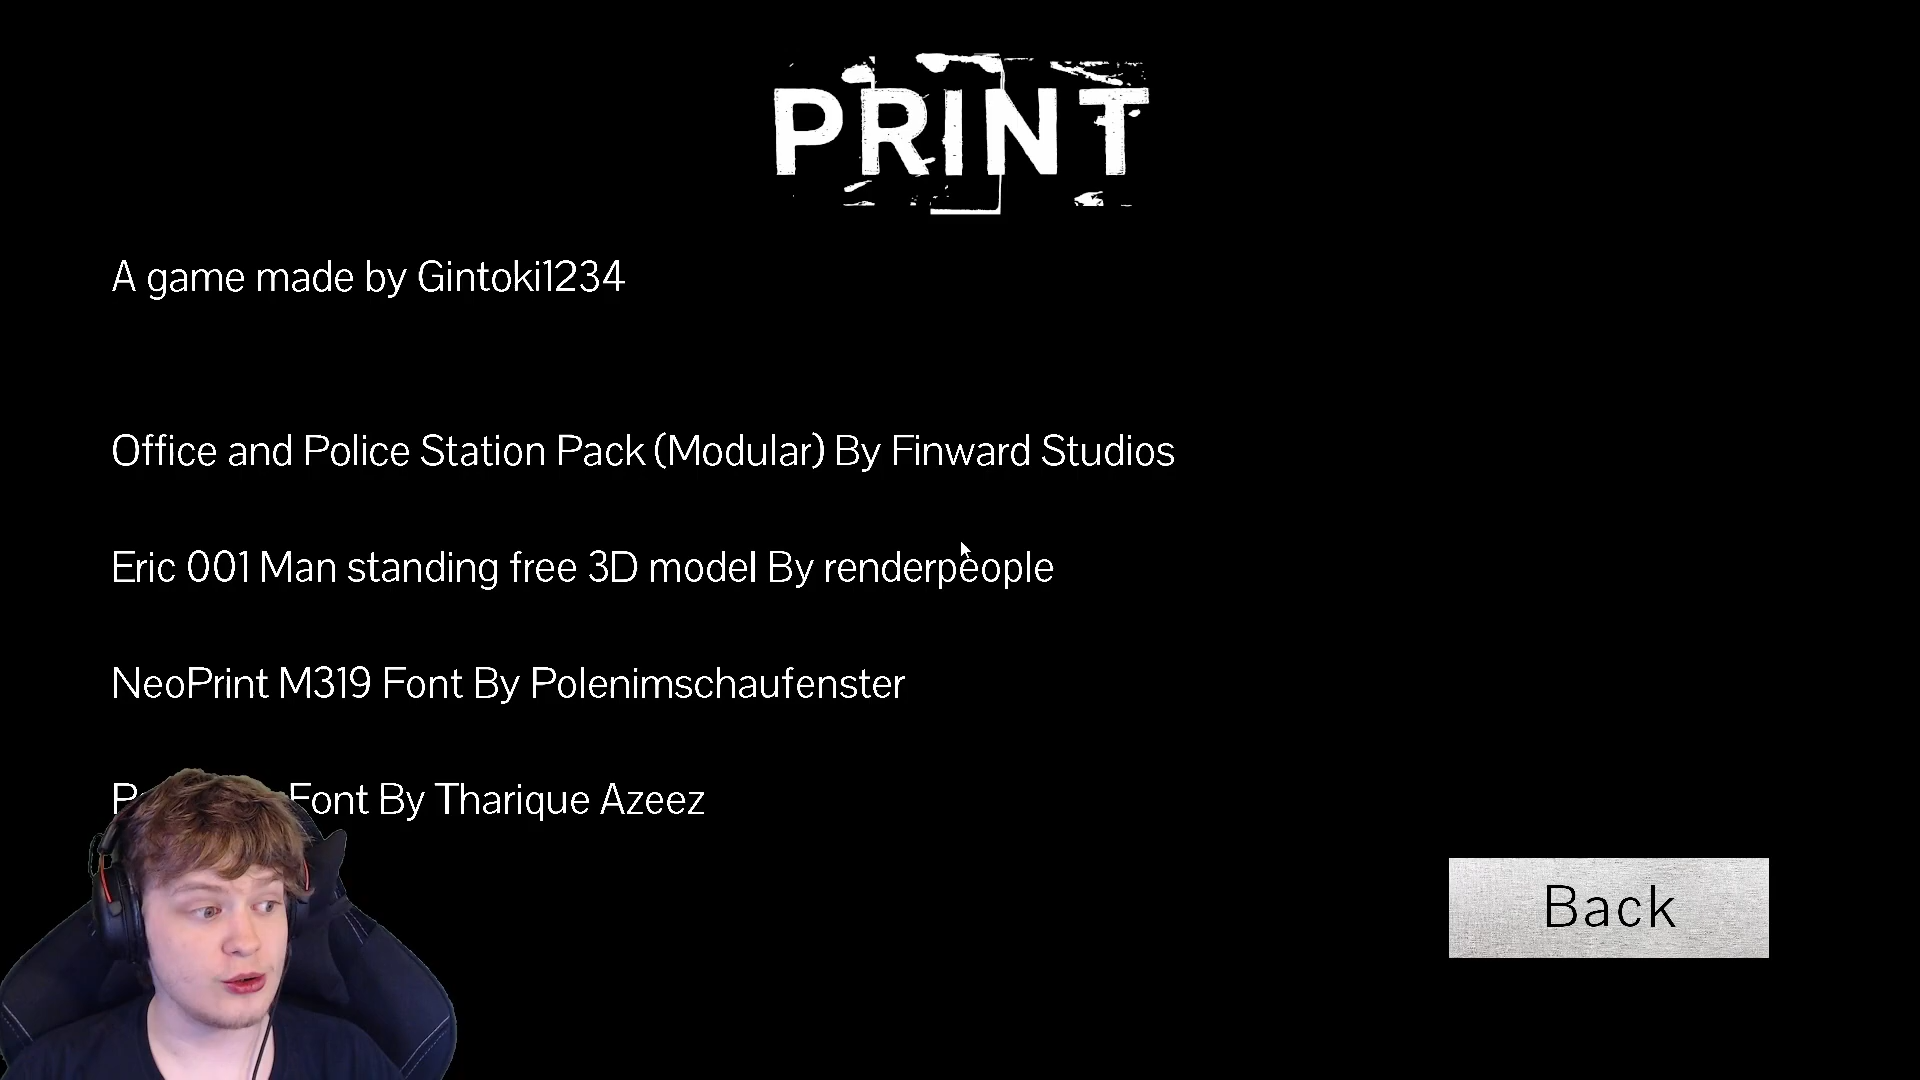 PRINT
A game made by Gintoki1234
Office and Police Station Pack (Modular) By Finward Studios
Eric 001 Man standing free 3D model By renderpeople
NeoPrint M319 Font By Polenimschaufenster
Font By Tharique Azeez
Back